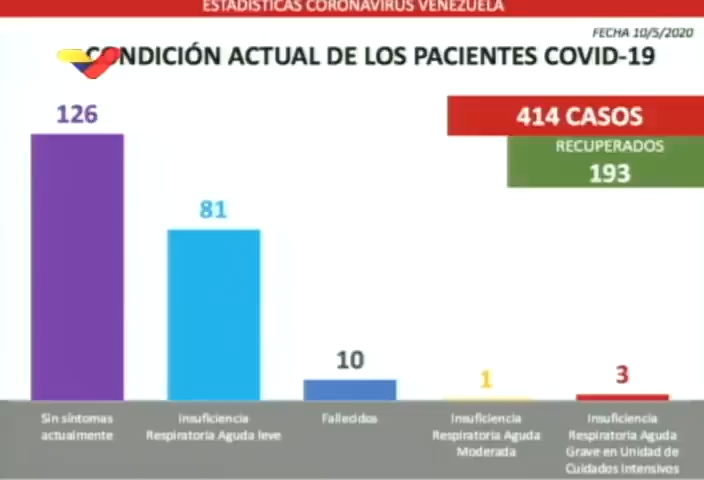 ESTADÍSTICAS CORONAVIRUS VENEZUELA
FECHA 10/5/2020
CONDICIÓN ACTUAL DE LOS PACIENTES COVID-19
414 CASOS
RECUPERADOS
193
126
81
10
1
3
Sin síntomas
actualmente
Insuficiencia
Respiratoria Aguda leve
Fallecidos
Insuficiencia
Respiratoria Aguda
Moderada
Insuficiencia
Respiratoria Aguda
Grave en Unidad de
Cuidados Intensivos